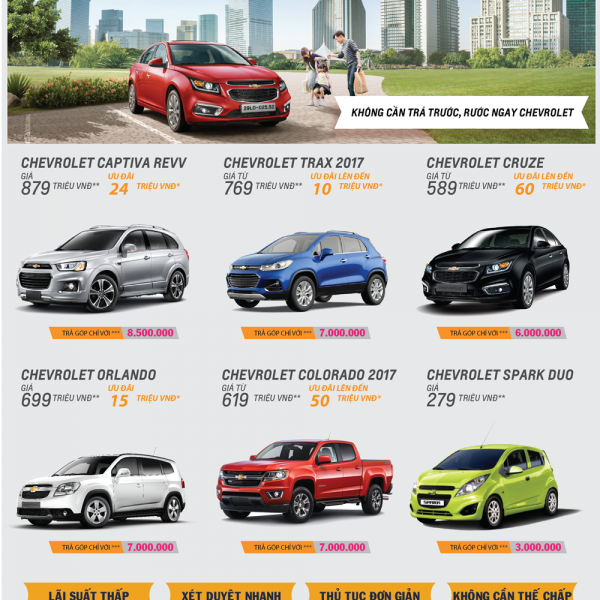 KHÔNG CẦN TRẢ TRƯỚC, RƯỚC NGAY CHEVROLET
CHEVROLET CAPTIVA REVV
GIÁ
879 TRIỆU VNĐ**
ƯU ĐÃI
24 TRIỆU VNĐ*
TRẢ GÓP CHỈ VỚI *** 8.500.000
CHEVROLET TRAX 2017
GIÁ TỪ
769 TRIỆU VNĐ**
ƯU ĐÃI LÊN ĐẾN
10 TRIỆU VNĐ*
TRẢ GÓP CHỈ VỚI *** 7.000.000
CHEVROLET CRUZE
GIÁ TỪ
589 TRIỆU VNĐ**
ƯU ĐÃI LÊN ĐẾN
60 TRIỆU VNĐ*
TRẢ GÓP CHỈ VỚI *** 6.000.000
CHEVROLET ORLANDO
GIÁ
699 TRIỆU VNĐ**
ƯU ĐÃI
15 TRIỆU VNĐ*
TRẢ GÓP CHỈ VỚI *** 7.000.000
CHEVROLET COLORADO 2017
GIÁ TỪ
619 TRIỆU VNĐ**
ƯU ĐÃI LÊN ĐẾN
50 TRIỆU VNĐ*
TRẢ GÓP CHỈ VỚI *** 7.000.000
CHEVROLET SPARK DUO
GIÁ
279 TRIỆU VNĐ**
SPARK
TRẢ GÓP CHỈ VỚI *** 3.000.000
LÃI SUẤT THẤP
XÉT DUYỆT NHANH
THỦ TỤC ĐƠN GIẢN
KHÔNG CẦN THẾ CHẤP